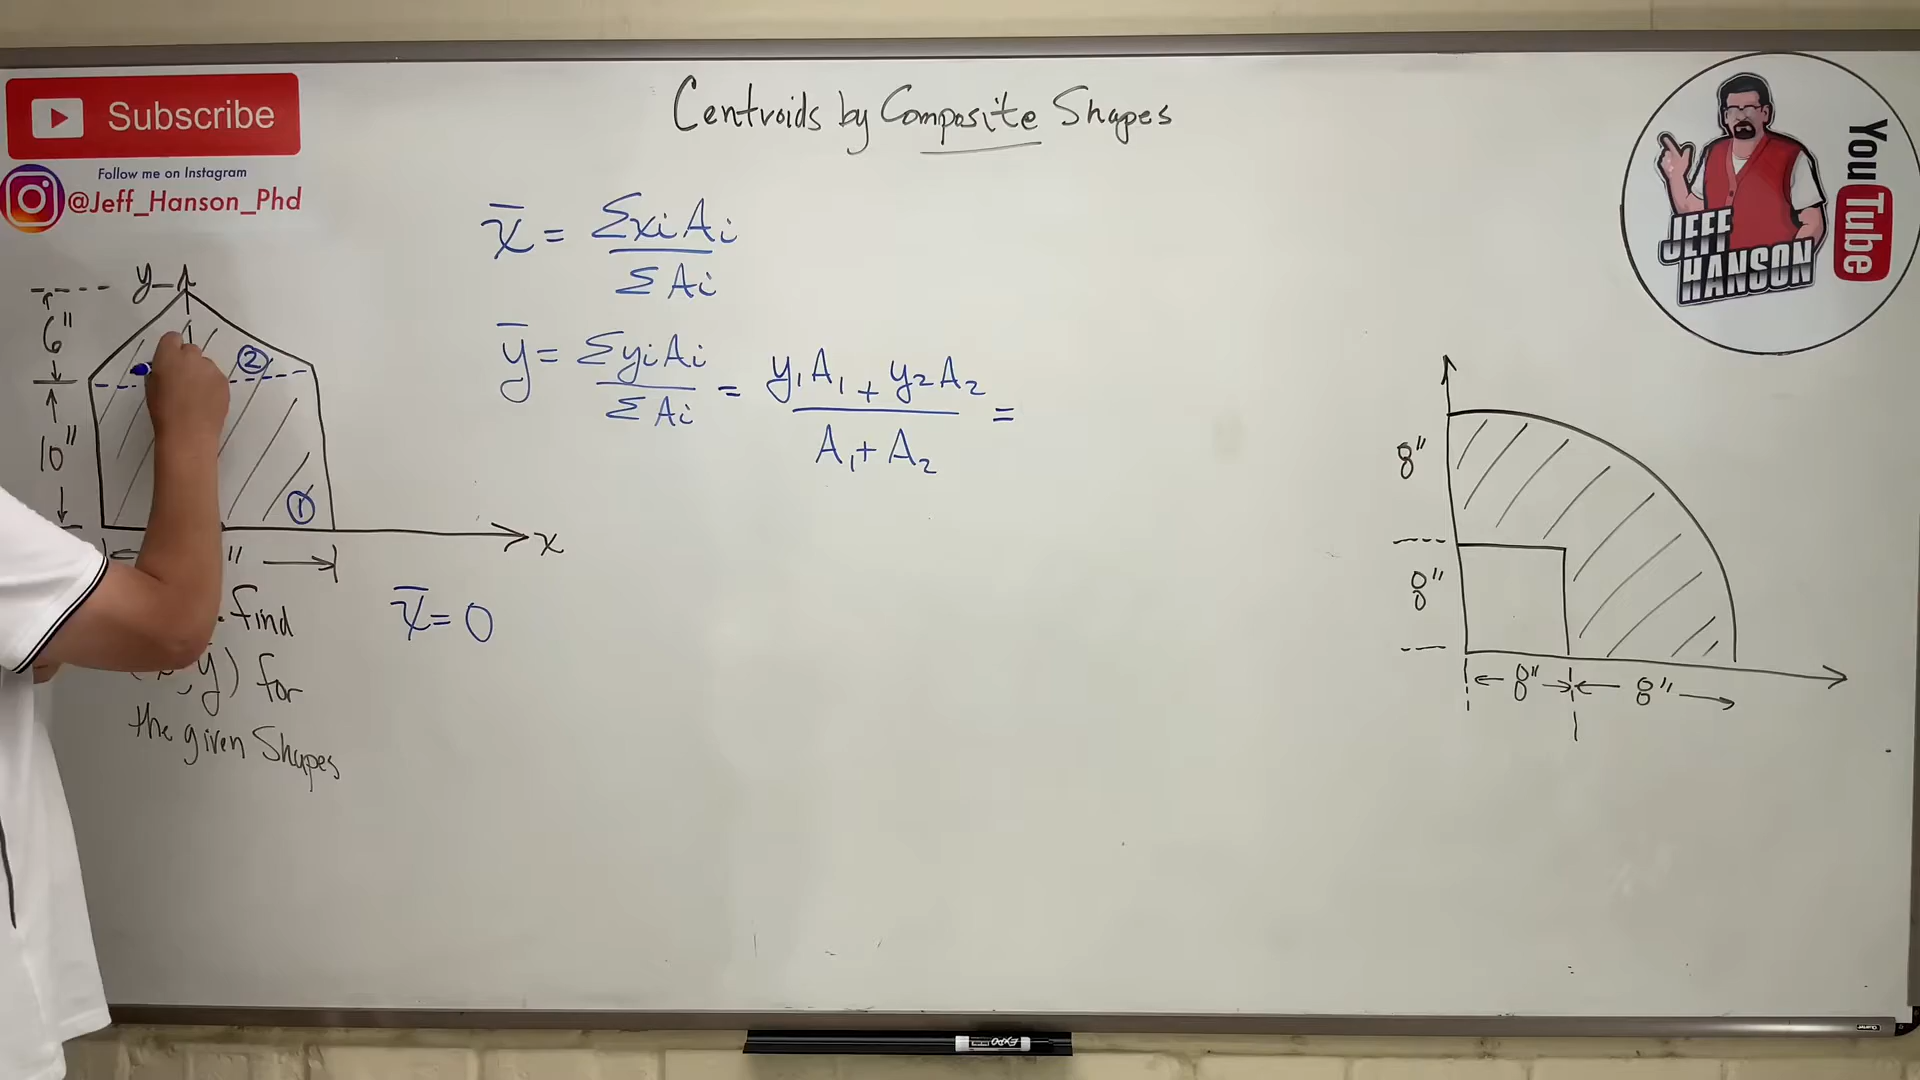 Subscribe
Follow me on Instagram
@Jeff_Hanson_Phd
Centroids by Composite Shapes
YouTube
JEFF
HANSON
x̄ = ΣxiAi / ΣAi
ȳ = ΣyiAi / ΣAi = y₁A₁ + y₂A₂ / A₁ + A₂ =
y
6"
②
10"
①
"
x
x̄ = 0
find
ȳ) for
the given Shapes
8"
8"
8"
8"
EXPO